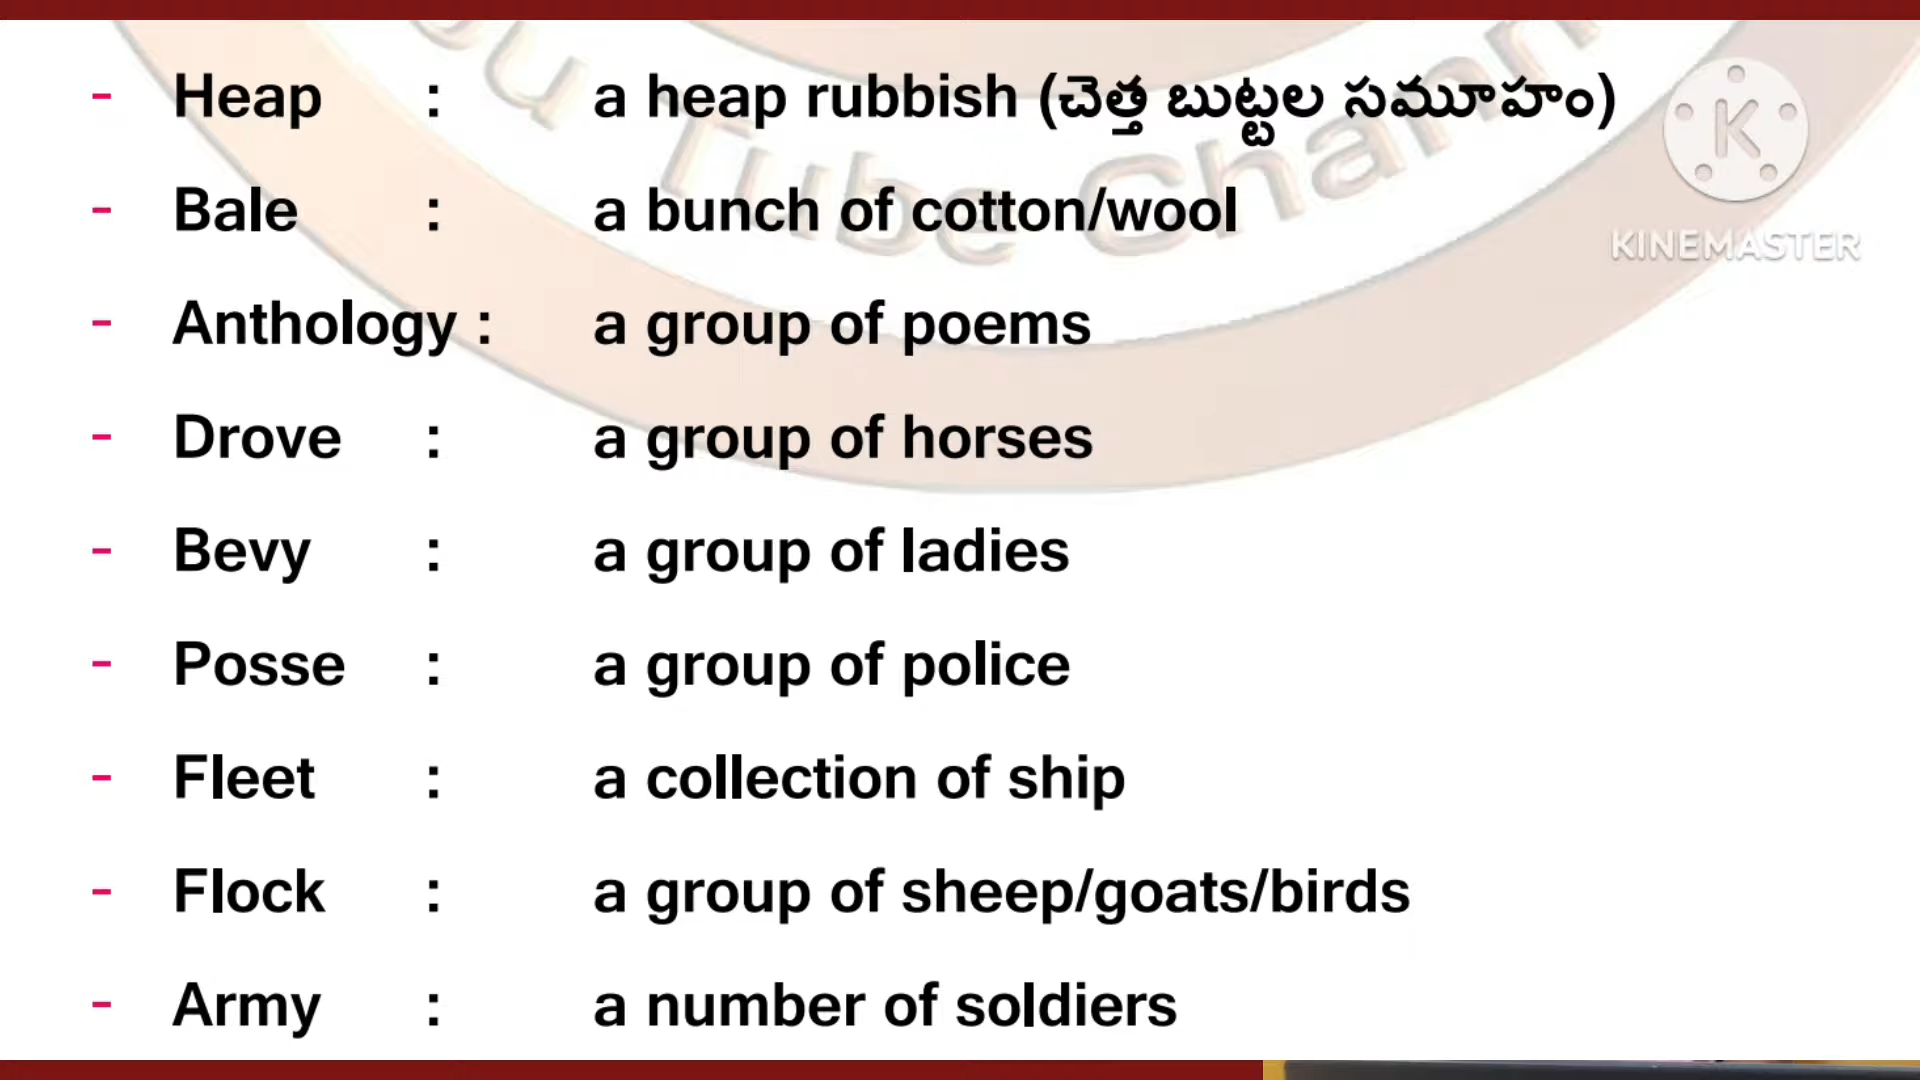 - Heap : a heap rubbish (చెత్త బుట్టల సమూహం)
- Bale : a bunch of cotton/wool
- Anthology : a group of poems
- Drove : a group of horses
- Bevy : a group of ladies
- Posse : a group of police
- Fleet : a collection of ship
- Flock : a group of sheep/goats/birds
- Army : a number of soldiers
u Tube Chann
K
KINEMASTER